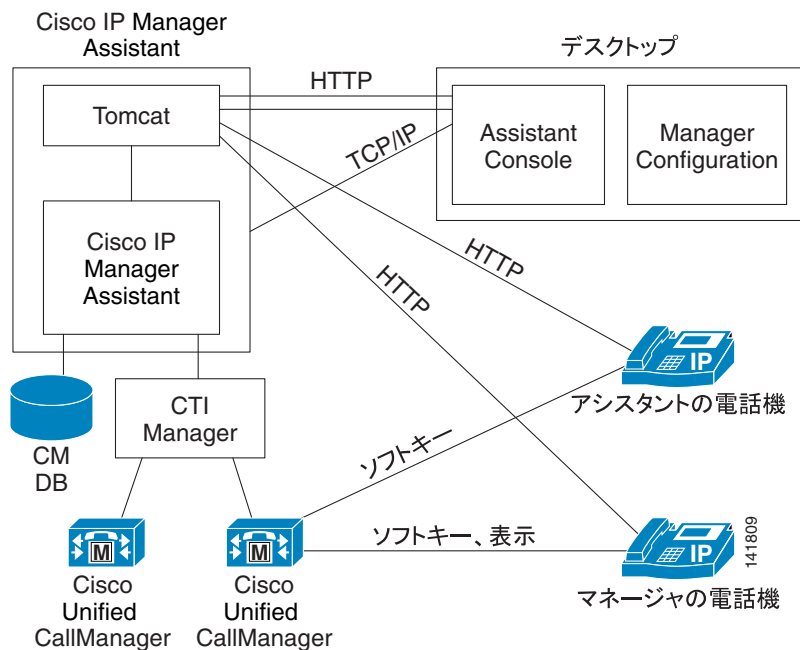 Cisco IP Manager
Assistant
デスクトップ
HTTP
Tomcat
Assistant
Console
Manager
Configuration
TCP/IP
Cisco IP
Manager
Assistant
HTTP
HTTP
IP
アシスタントの電話機
CTI
Manager
CM
DB
ソフトキー
M
M
ソフトキー、表示
IP
141809
Cisco
Unified
CallManager
Cisco
Unified
CallManager
マネージャの電話機